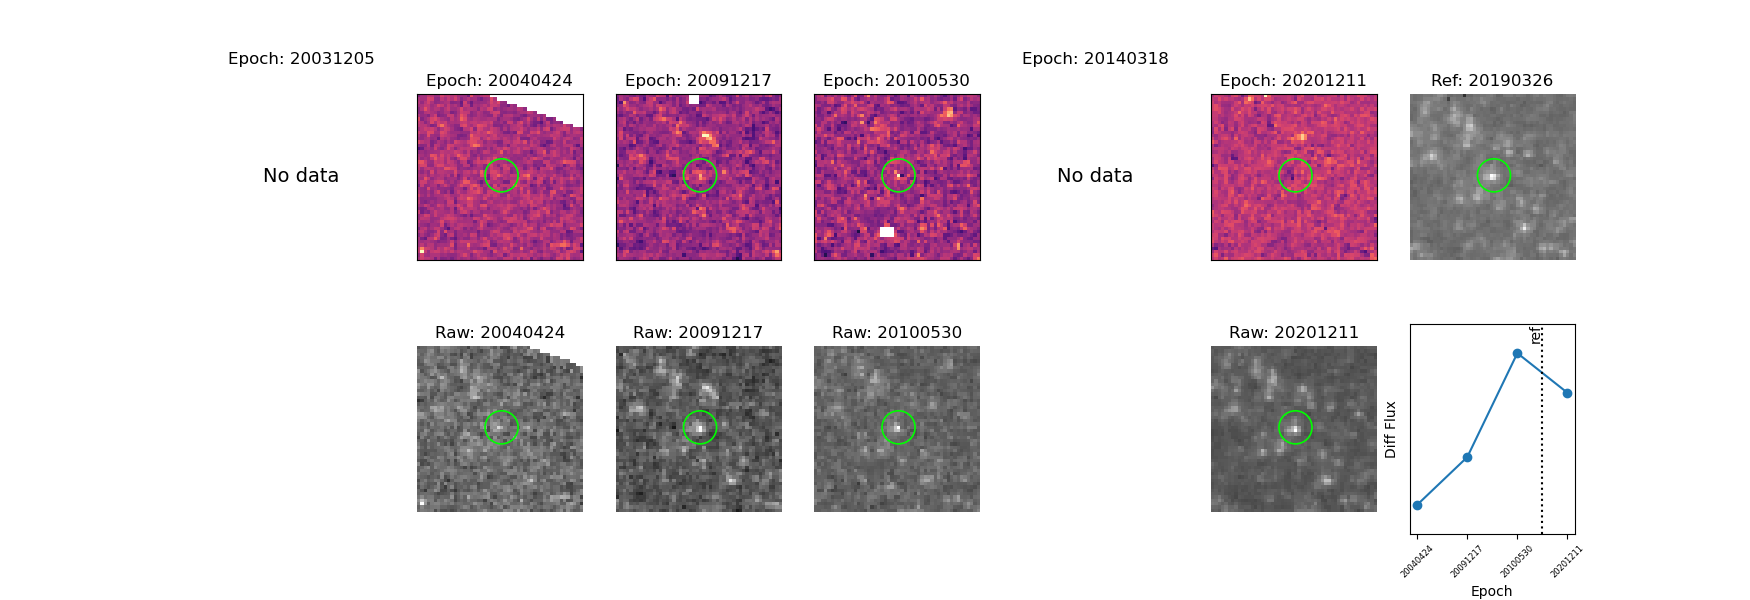 Epoch: 20031205
No data
Epoch: 20040424
Epoch: 20091217
Epoch: 20100530
Epoch: 20140318
No data
Epoch: 20201211
Ref: 20190326
Raw: 20040424
Raw: 20091217
Raw: 20100530
Raw: 20201211
ref
Diff Flux
20040424
20091217
20100530
20201211
Epoch